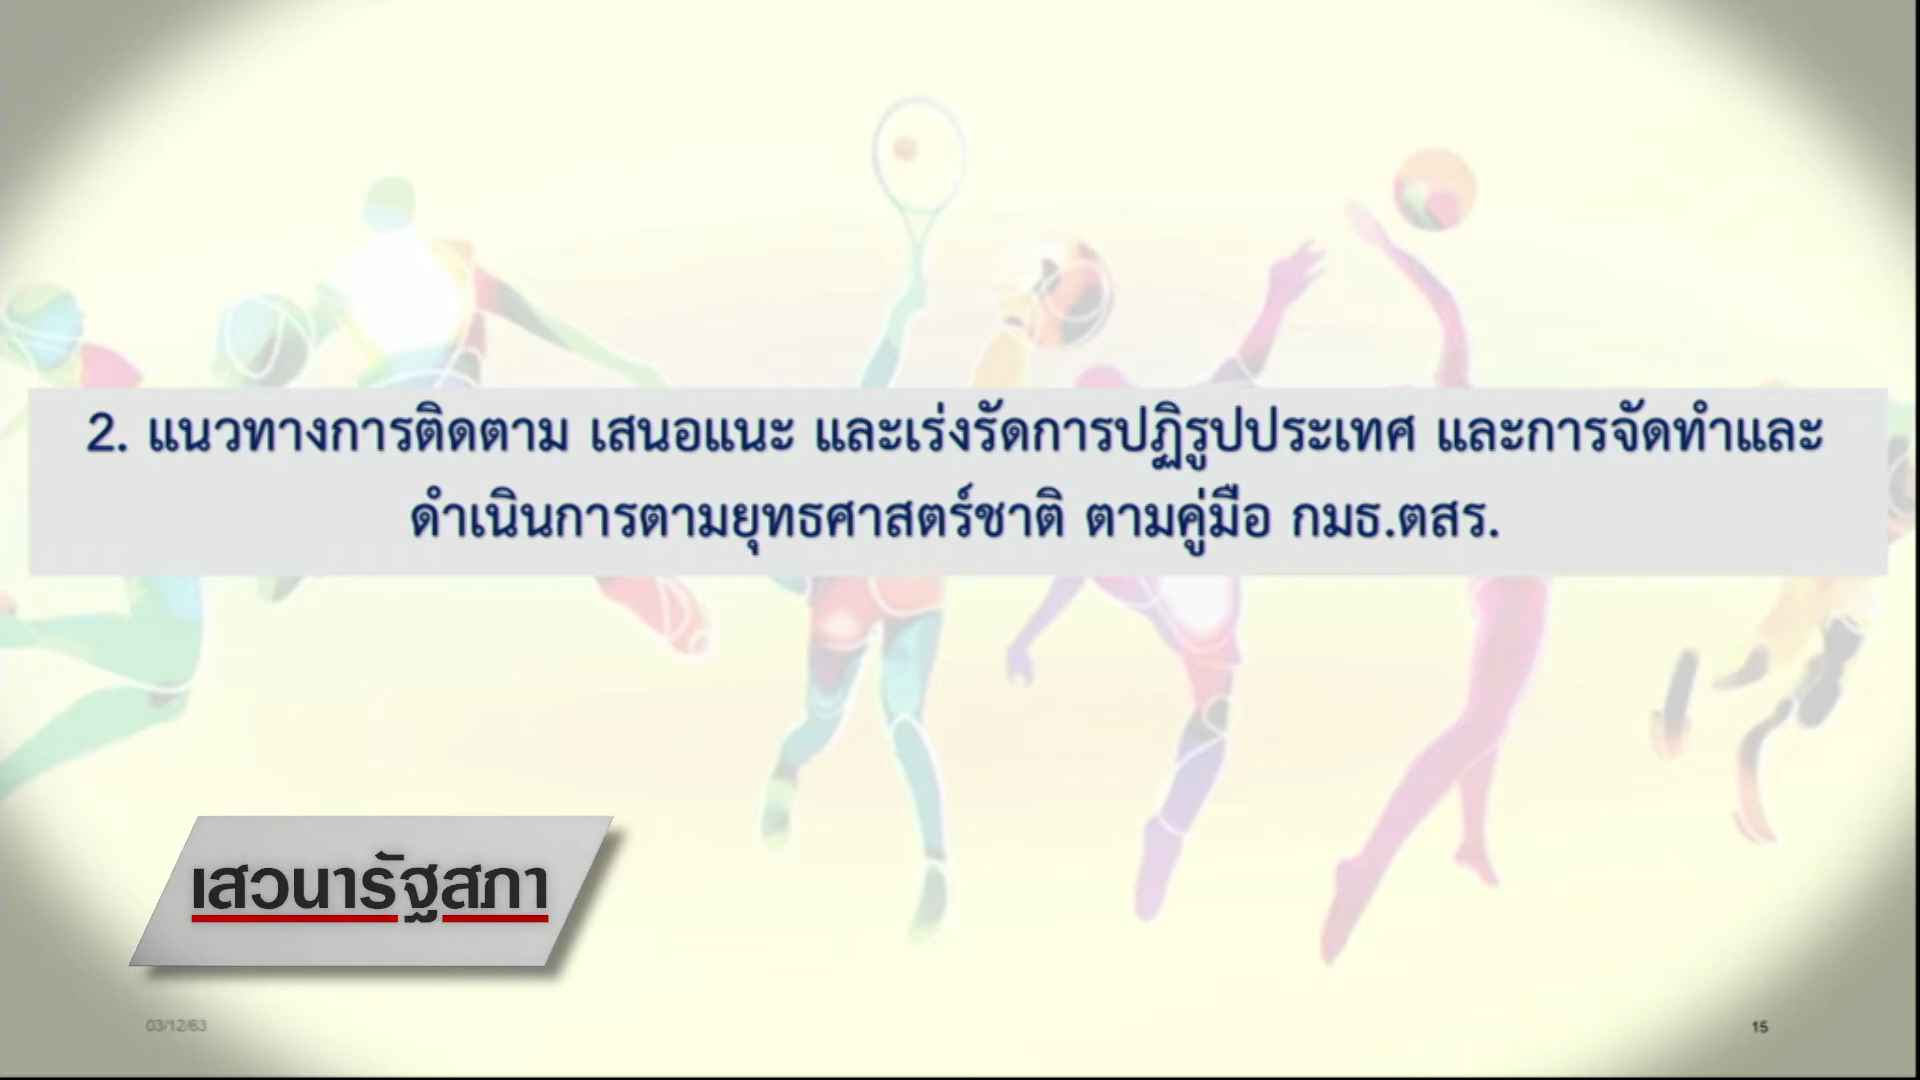 2. แนวทางการติดตาม เสนอแนะ และเร่งรัดการปฏิรูปประเทศ และการจัดทำและ
ดำเนินการตามยุทธศาสตร์ชาติ ตามคู่มือ กมธ.ตสร.
เสวนารัฐสภา
03/12/63
15